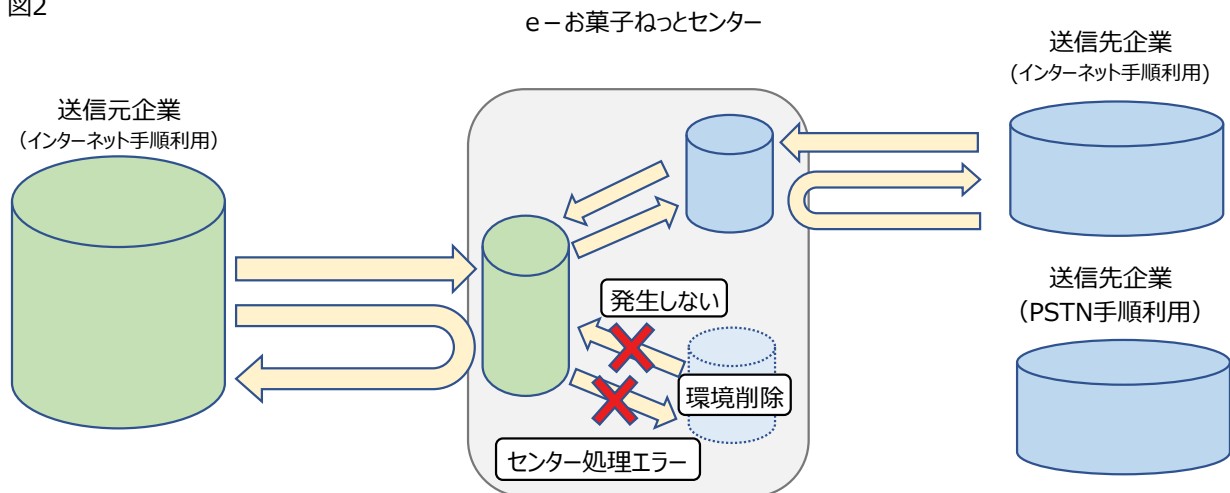 図2
e－お菓子ねっとセンター
送信元企業
（インターネット手順利用）
送信先企業
(インターネット手順利用)
発生しない
環境削除
センター処理エラー
送信先企業
（PSTN手順利用）